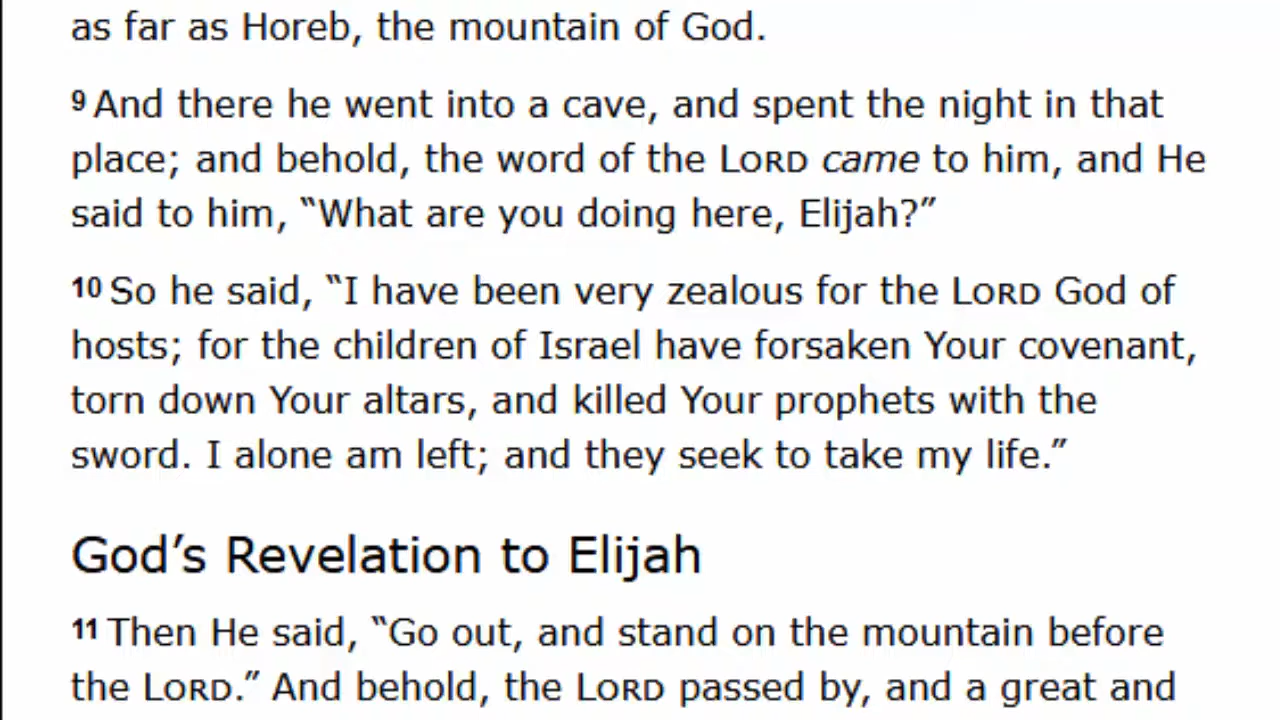 as far as Horeb, the mountain of God.
9 And there he went into a cave, and spent the night in that
place; and behold, the word of the LORD came to him, and He
said to him, “What are you doing here, Elijah?”
10 So he said, “I have been very zealous for the LORD God of
hosts; for the children of Israel have forsaken Your covenant,
torn down Your altars, and killed Your prophets with the
sword. I alone am left; and they seek to take my life.”
God’s Revelation to Elijah
11 Then He said, “Go out, and stand on the mountain before
the LORD.” And behold, the LORD passed by, and a great and